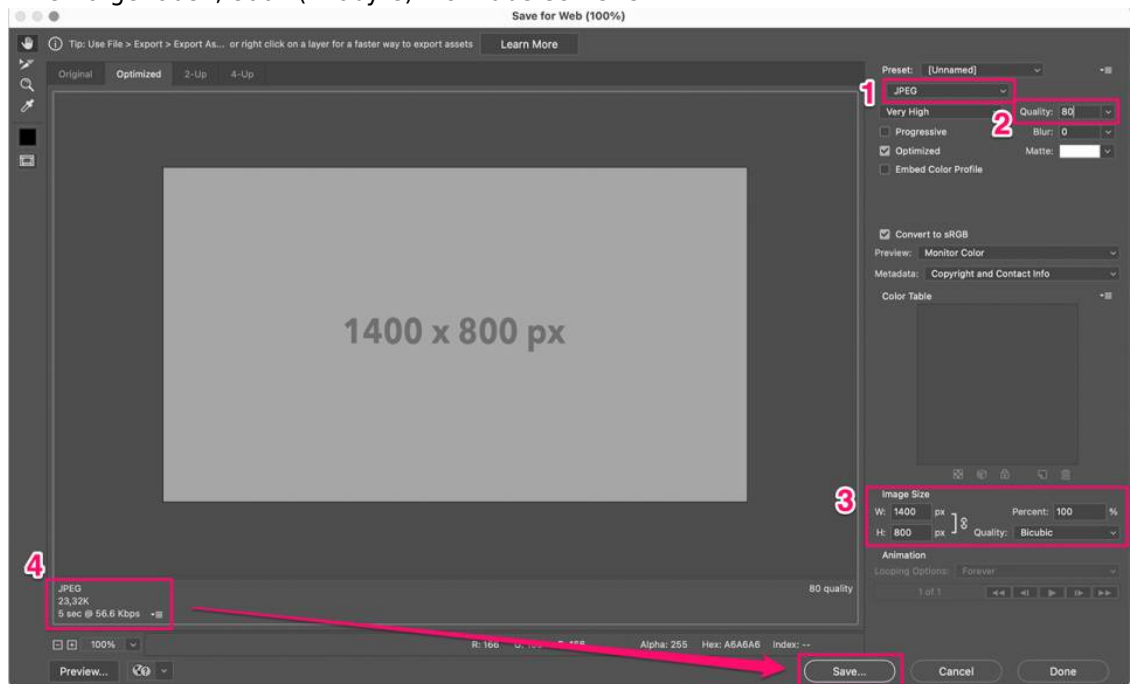 Save for Web (100%)
Tip: Use File > Export > Export As... or right click on a layer for a faster way to export assets
Learn More
Original Optimized 2-Up 4-Up
Preset: [Unnamed]
1
JPEG
Very High
2
Quality: 80
Progressive
Blur: 0
Optimized
Matte:
Embed Color Profile
Convert to sRGB
Preview: Monitor Color
Metadata: Copyright and Contact Info
Color Table
1400 x 800 px
3
Image Size
W: 1400 px
Percent: 100 %
H: 800 px
Quality: Bicubic
Animation
Looping Options: Forever
1 of 1
4
JPEG
23,32K
5 sec @ 56.6 Kbps
80 quality
100%
R: 166
Alpha: 255 Hex: A6A6A6 Index: --
Preview...
Save...
Cancel
Done